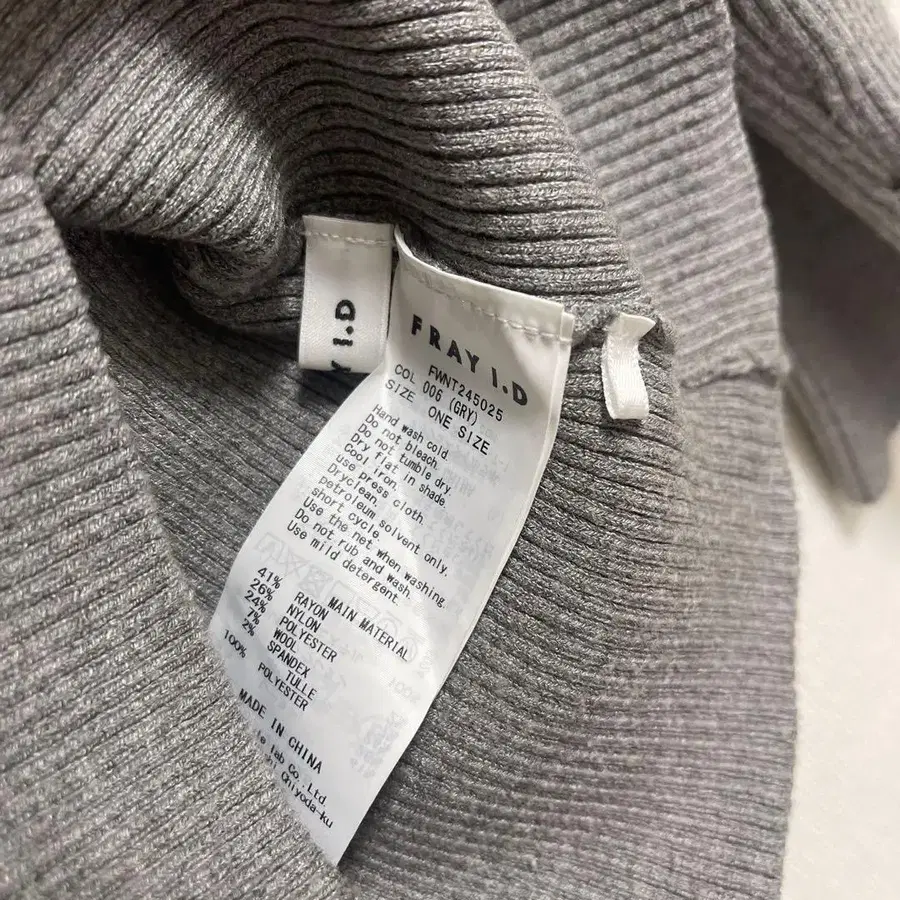 Y I.D
FRAY I.D
FWNT245025
COL 006 (GRY)
SIZE ONE SIZE
Hand wash cold
Do not bleach.
Do not tumble dry.
Dry flat in shade.
Cool iron.
use press cloth.
Dryclean.
petroleum solvent only.
short cycle.
Use the net when washing.
Do not rub and wash.
Use mild detergent.
MAIN MATERIAL
41% RAYON
26% NYLON
24% POLYESTER
7% WOOL
2% SPANDEX
TULLE
100% POLYESTER
MADE IN CHINA
lab Co., Ltd.
Chiyoda-ku